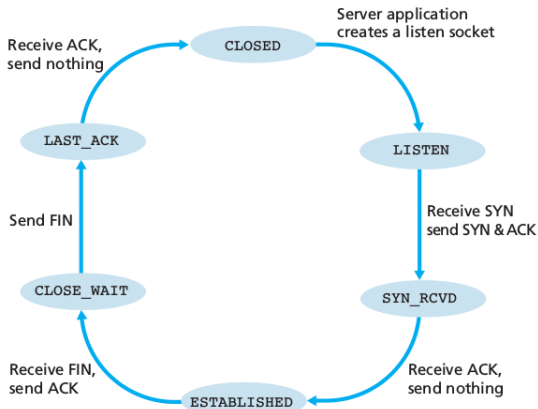 Server application
creates a listen socket
Receive ACK,
send nothing
CLOSED
LAST_ACK
LISTEN
Send FIN
Receive SYN
send SYN & ACK
CLOSE_WAIT
SYN_RCVD
Receive FIN,
send ACK
Receive ACK,
send nothing
ESTABLISHED